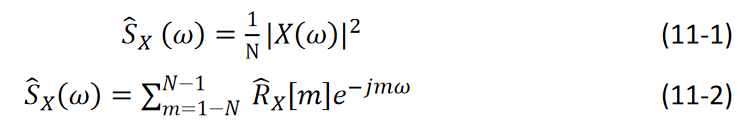 Ŝ_X (ω) = 1/N |X(ω)|² (11-1)
Ŝ_X(ω) = ∑_{m=1−N}^{N−1} R̂_X[m]e^{−jmω} (11-2)